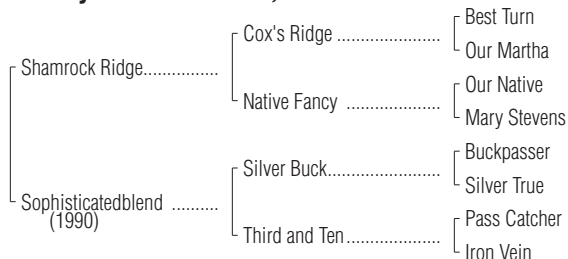 Cox's Ridge
Best Turn
Our Martha
Shamrock Ridge
Native Fancy
Our Native
Mary Stevens
Sophisticatedblend
(1990)
Silver Buck
Buckpasser
Silver True
Third and Ten
Pass Catcher
Iron Vein